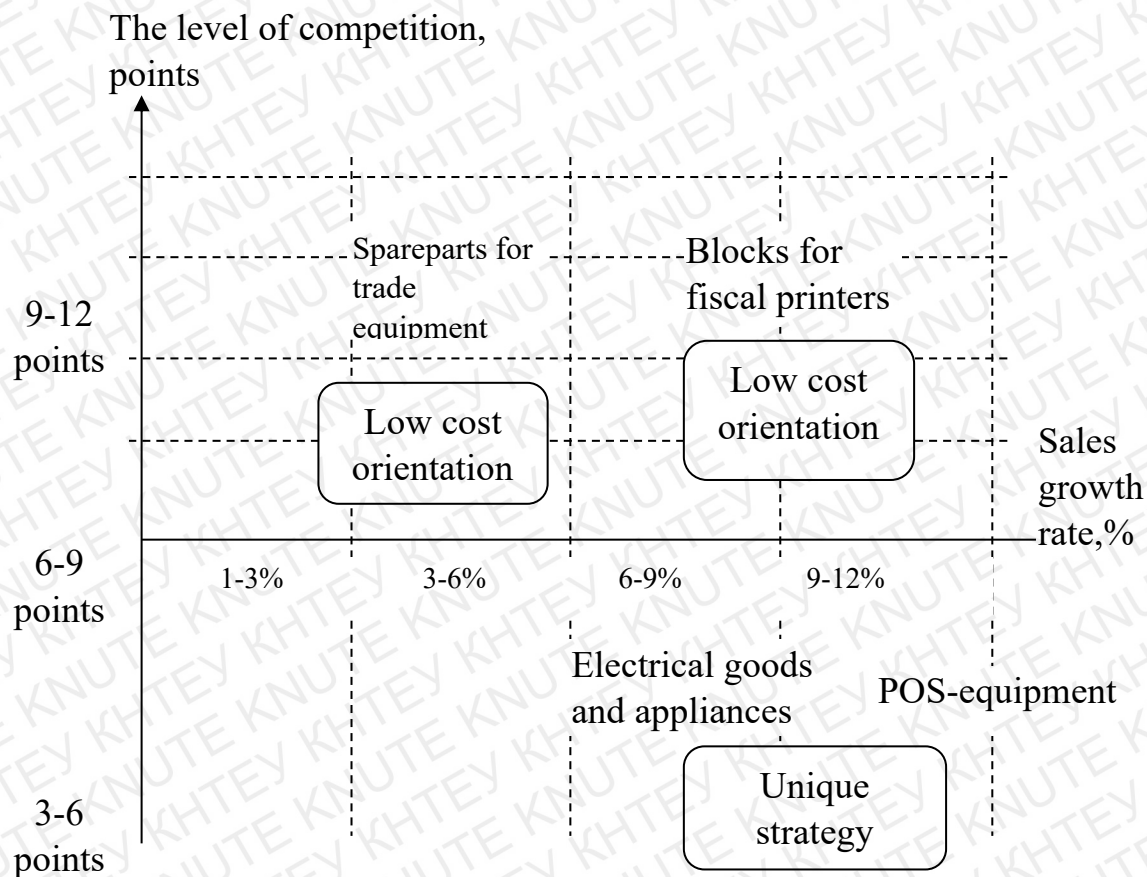 The level of competition,
points
Spareparts for
trade
equipment
Blocks for
fiscal printers
9-12
points
Low cost
orientation
Low cost
orientation
Sales
growth
rate,%
6-9
points
1-3%
3-6%
6-9%
9-12%
Electrical goods
and appliances
POS-equipment
Unique
strategy
3-6
points